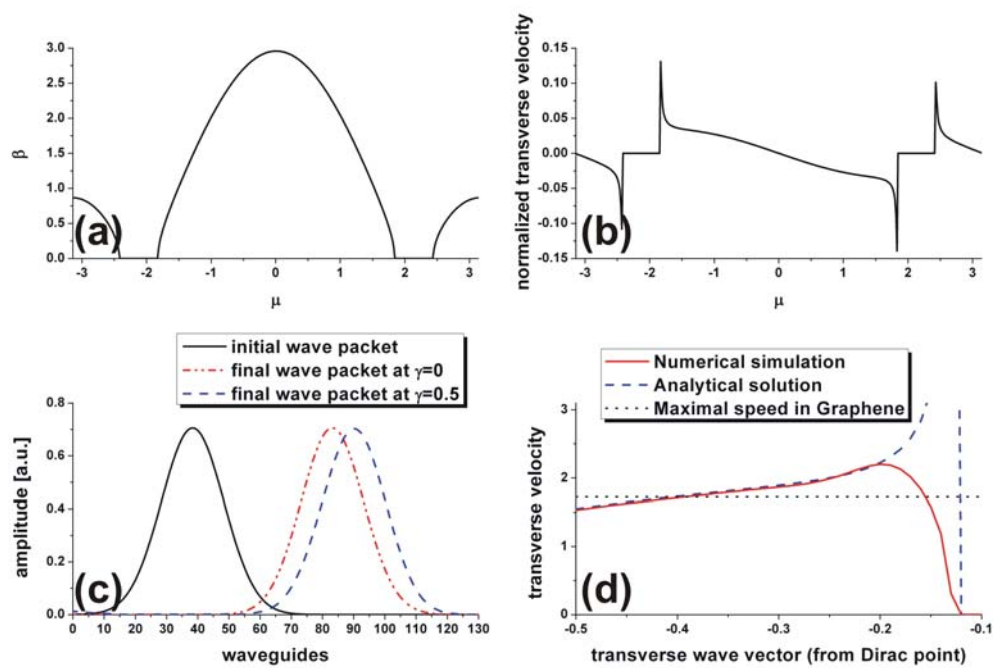 3.0
2.5
2.0
1.5
1.0
0.5
0.0
β
(a)
-3 -2 -1 0 1 2 3
μ
0.15
0.10
0.05
0.00
-0.05
-0.10
-0.15
normalized transverse velocity
(b)
-3 -2 -1 0 1 2 3
μ
initial wave packet
final wave packet at γ=0
final wave packet at γ=0.5
0.8
0.6
0.4
0.2
0.0
amplitude [a.u.]
(c)
0 10 20 30 40 50 60 70 80 90 100 110 120 130
waveguides
Numerical simulation
Analytical solution
Maximal speed in Graphene
3
2
1
0
transverse velocity
(d)
-0.5 -0.4 -0.3 -0.2 -0.1
transverse wave vector (from Dirac point)